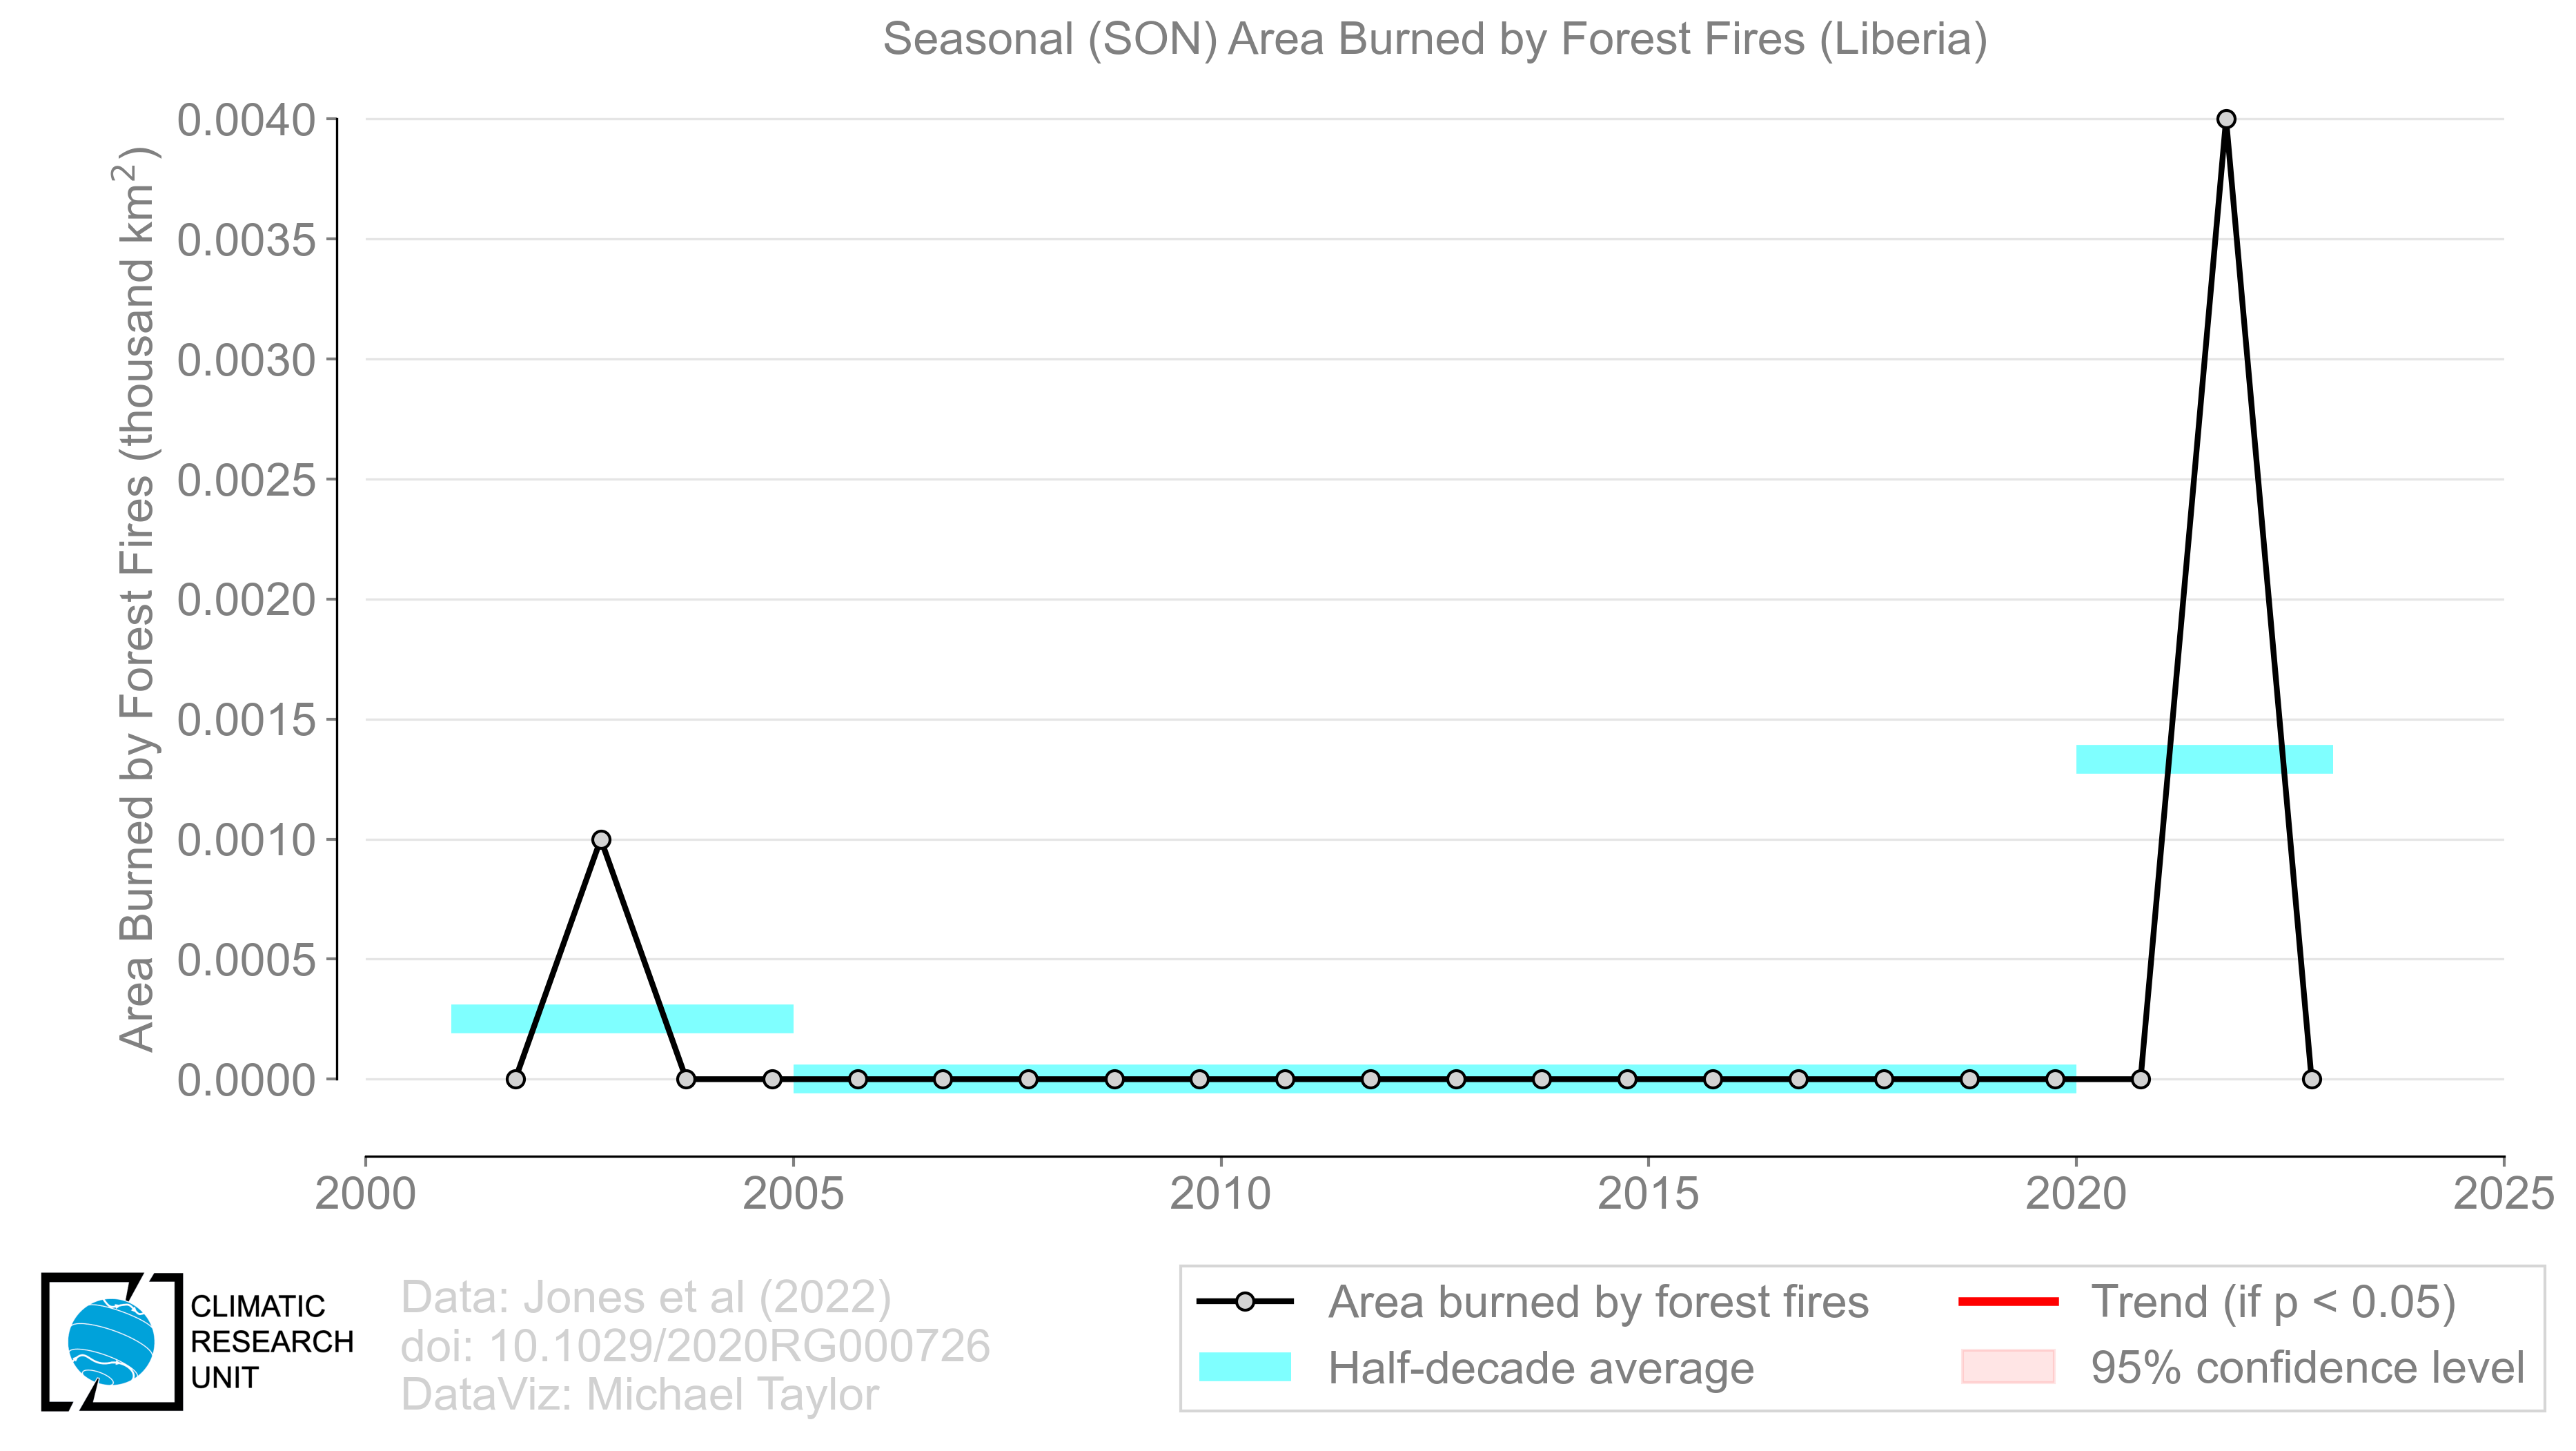 Seasonal (SON) Area Burned by Forest Fires (Liberia)
Area Burned by Forest Fires (thousand km²)
0.0040
0.0035
0.0030
0.0025
0.0020
0.0015
0.0010
0.0005
0.0000
2000 2005 2010 2015 2020 2025
CLIMATIC
RESEARCH
UNIT
Data: Jones et al (2022)
doi: 10.1029/2020RG000726
DataViz: Michael Taylor
Area burned by forest fires
Half-decade average
Trend (if p < 0.05)
95% confidence level